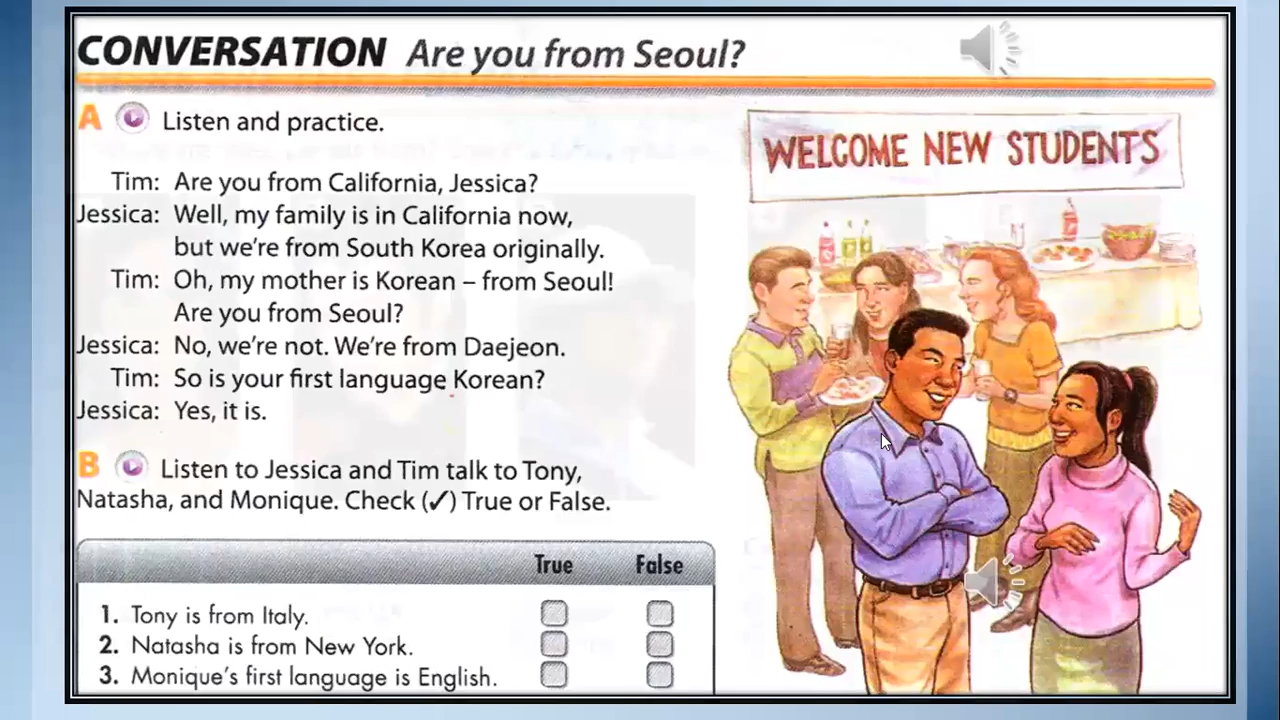 CONVERSATION Are you from Seoul?
A Listen and practice.
Tim: Are you from California, Jessica?
Jessica: Well, my family is in California now,
but we're from South Korea originally.
Tim: Oh, my mother is Korean – from Seoul!
Are you from Seoul?
Jessica: No, we're not. We're from Daejeon.
Tim: So is your first language Korean?
Jessica: Yes, it is.
B Listen to Jessica and Tim talk to Tony,
Natasha, and Monique. Check (✓) True or False.
True False
1. Tony is from Italy.
2. Natasha is from New York.
3. Monique's first language is English.
WELCOME NEW STUDENTS